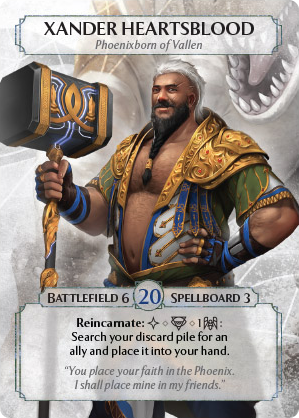 XANDER HEARTSBLOOD
Phoenixborn of Vallen
BATTLEFIELD 6 20 SPELLBOARD 3
Reincarnate: 1 :
Search your discard pile for an
ally and place it into your hand.
"You place your faith in the Phoenix.
I shall place mine in my friends."